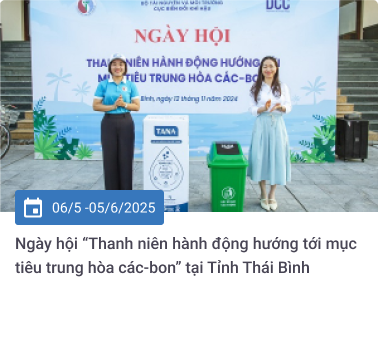 BỘ TÀI NGUYÊN VÀ MÔI TRƯỜNG
CỤC BIẾN ĐỔI KHÍ HẬU
DCC
NGÀY HỘI
THANH NIÊN HÀNH ĐỘNG HƯỚNG
MỤC TIÊU TRUNG HÒA CÁC-BON
Bình, ngày 12 tháng 11 năm 2024
TANA
06/5 -05/6/2025
Ngày hội “Thanh niên hành động hướng tới mục
tiêu trung hòa các-bon” tại Tỉnh Thái Bình